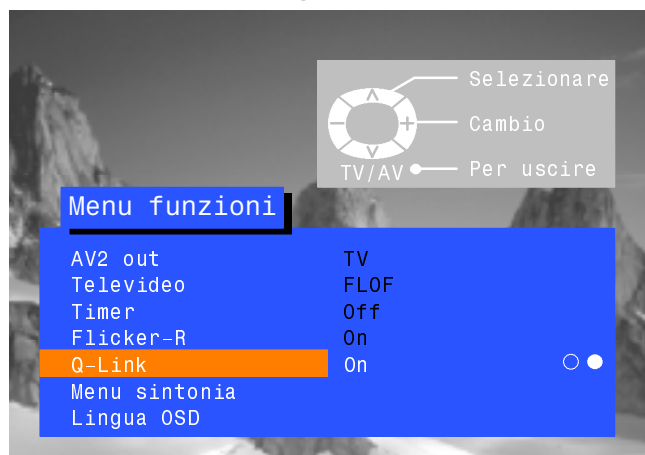 Selezionare
Cambio
TV/AV Per uscire
Menu funzioni
AV2 out TV
Televideo FLOF
Timer Off
Flicker-R On
Q-Link On
Menu sintonia
Lingua OSD